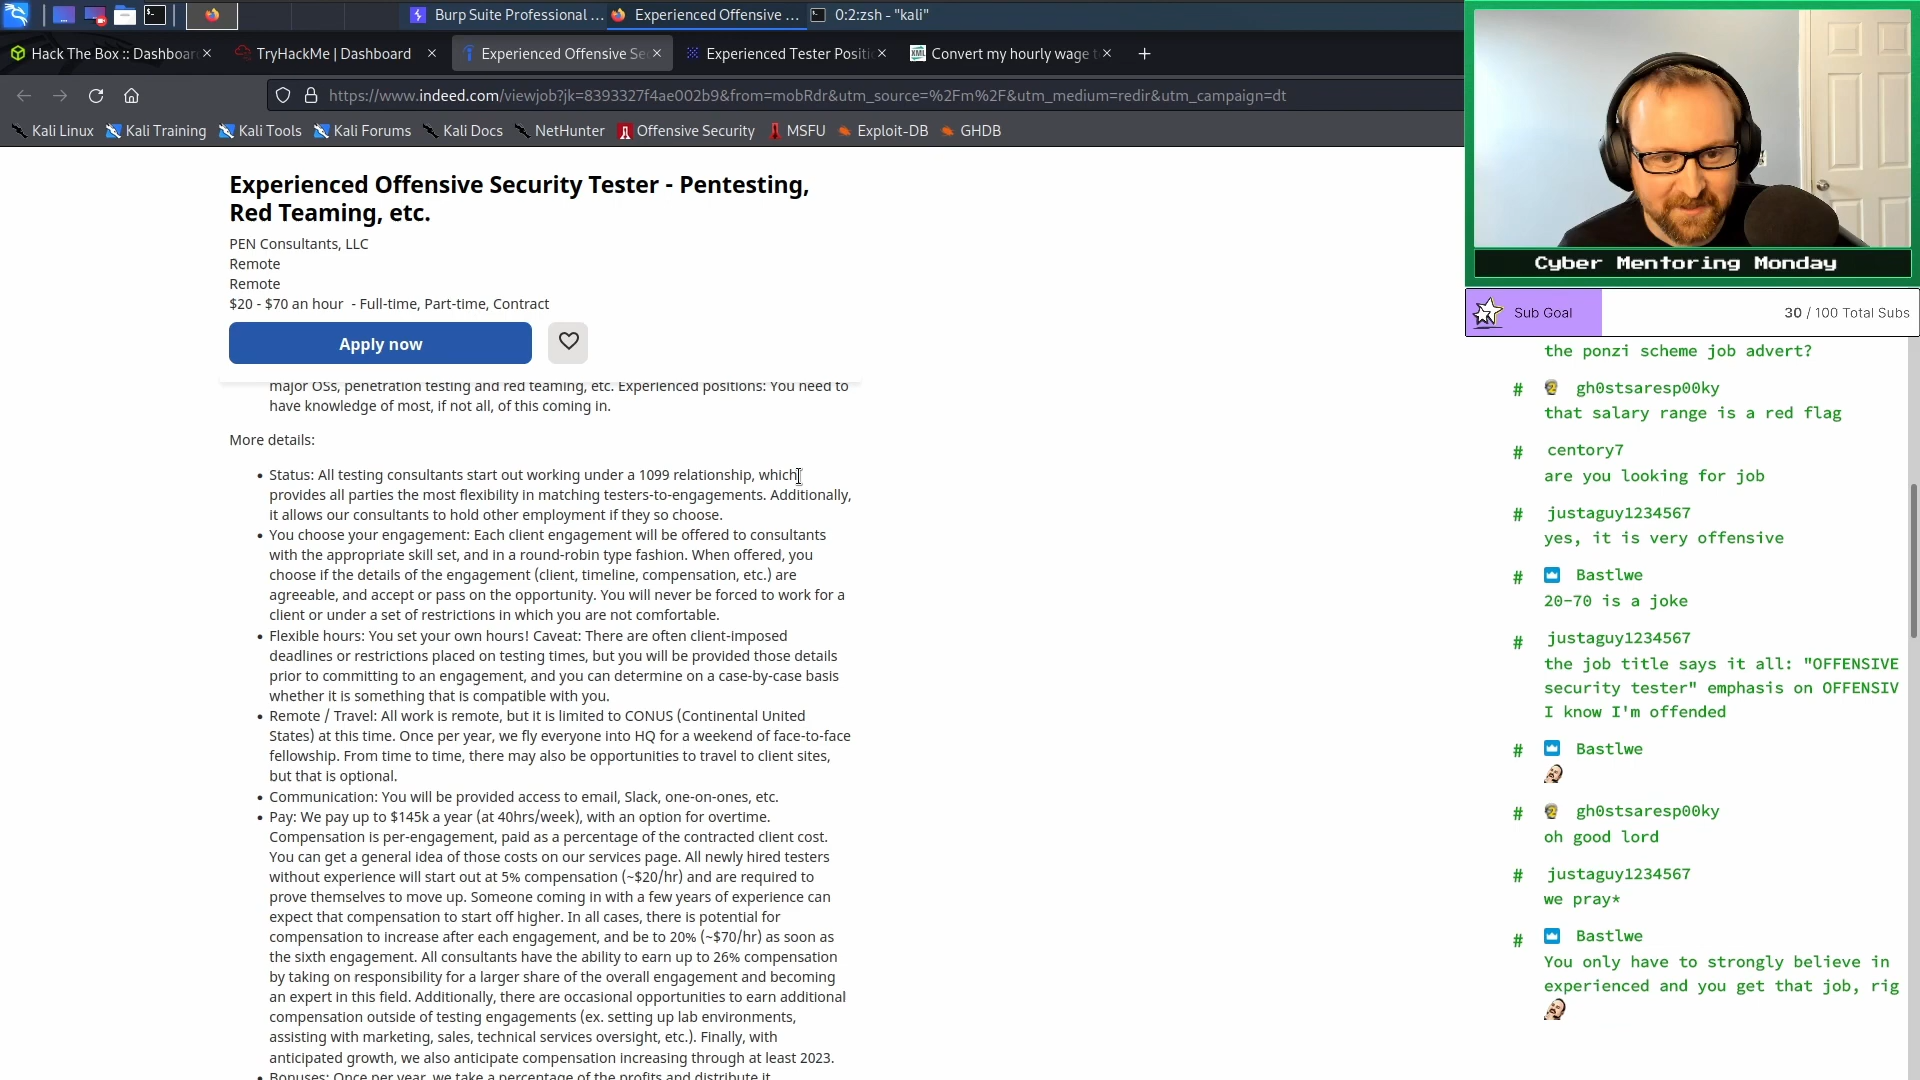 Burp Suite Professional ...
Experienced Offensive ...
0:2:zsh - "kali"
Hack The Box :: Dashboar
TryHackMe | Dashboard
Experienced Offensive Se
Experienced Tester Positi
Convert my hourly wage t
https://www.indeed.com/viewjob?jk=8393327f4ae002b9&from=mobRdr&utm_source=%2Fm%2F&utm_medium=redir&utm_campaign=dt
Kali Linux
Kali Training
Kali Tools
Kali Forums
Kali Docs
NetHunter
Offensive Security
MSFU
Exploit-DB
GHDB
Experienced Offensive Security Tester - Pentesting,
Red Teaming, etc.
PEN Consultants, LLC
Remote
Remote
$20 - $70 an hour - Full-time, Part-time, Contract
Apply now
major OSs, penetration testing and red teaming, etc. Experienced positions: You need to
have knowledge of most, if not all, of this coming in.
More details:
• Status: All testing consultants start out working under a 1099 relationship, which
provides all parties the most flexibility in matching testers-to-engagements. Additionally,
it allows our consultants to hold other employment if they so choose.
• You choose your engagement: Each client engagement will be offered to consultants
with the appropriate skill set, and in a round-robin type fashion. When offered, you
choose if the details of the engagement (client, timeline, compensation, etc.) are
agreeable, and accept or pass on the opportunity. You will never be forced to work for a
client or under a set of restrictions in which you are not comfortable.
• Flexible hours: You set your own hours! Caveat: There are often client-imposed
deadlines or restrictions placed on testing times, but you will be provided those details
prior to committing to an engagement, and you can determine on a case-by-case basis
whether it is something that is compatible with you.
• Remote / Travel: All work is remote, but it is limited to CONUS (Continental United
States) at this time. Once per year, we fly everyone into HQ for a weekend of face-to-face
fellowship. From time to time, there may also be opportunities to travel to client sites,
but that is optional.
• Communication: You will be provided access to email, Slack, one-on-ones, etc.
• Pay: We pay up to $145k a year (at 40hrs/week), with an option for overtime.
Compensation is per-engagement, paid as a percentage of the contracted client cost.
You can get a general idea of those costs on our services page. All newly hired testers
without experience will start out at 5% compensation (~$20/hr) and are required to
prove themselves to move up. Someone coming in with a few years of experience can
expect that compensation to start off higher. In all cases, there is potential for
compensation to increase after each engagement, and be to 20% (~$70/hr) as soon as
the sixth engagement. All consultants have the ability to earn up to 26% compensation
by taking on responsibility for a larger share of the overall engagement and becoming
an expert in this field. Additionally, there are occasional opportunities to earn additional
compensation outside of testing engagements (ex. setting up lab environments,
assisting with marketing, sales, technical services oversight, etc.). Finally, with
anticipated growth, we also anticipate compensation increasing through at least 2023.
• Bonuses: Once per year, we take a percentage of the profits and distribute it
Cyber Mentoring Monday
Sub Goal
30 / 100 Total Subs
the ponzi scheme job advert?
# gh0stsaresp00ky
that salary range is a red flag
# centory7
are you looking for job
# justaguy1234567
yes, it is very offensive
# Bastlwe
20-70 is a joke
# justaguy1234567
the job title says it all: "OFFENSIVE
security tester" emphasis on OFFENSIV
I know I'm offended
# Bastlwe
# gh0stsaresp00ky
oh good lord
# justaguy1234567
we pray*
# Bastlwe
You only have to strongly believe in
experienced and you get that job, rig